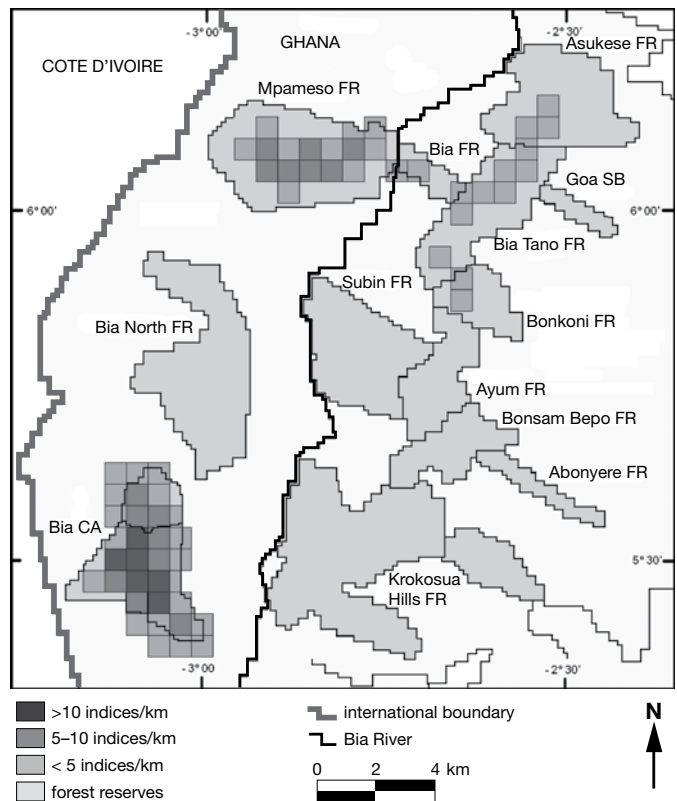 -3°00'
-2°30'
GHANA
Asukese FR
COTE D'IVOIRE
Mpameso FR
Bia FR
Goa SB
6°00'
6°00'
Bia Tano FR
Subin FR
Bia North FR
Bonkoni FR
Ayum FR
Bonsam Bepo FR
Abonyere FR
Bia CA
5°30'
Krokosua
Hills FR
-3°00
-2°30'
>10 indices/km
5–10 indices/km
< 5 indices/km
forest reserves
international boundary
Bia River
0 2 4 km
N